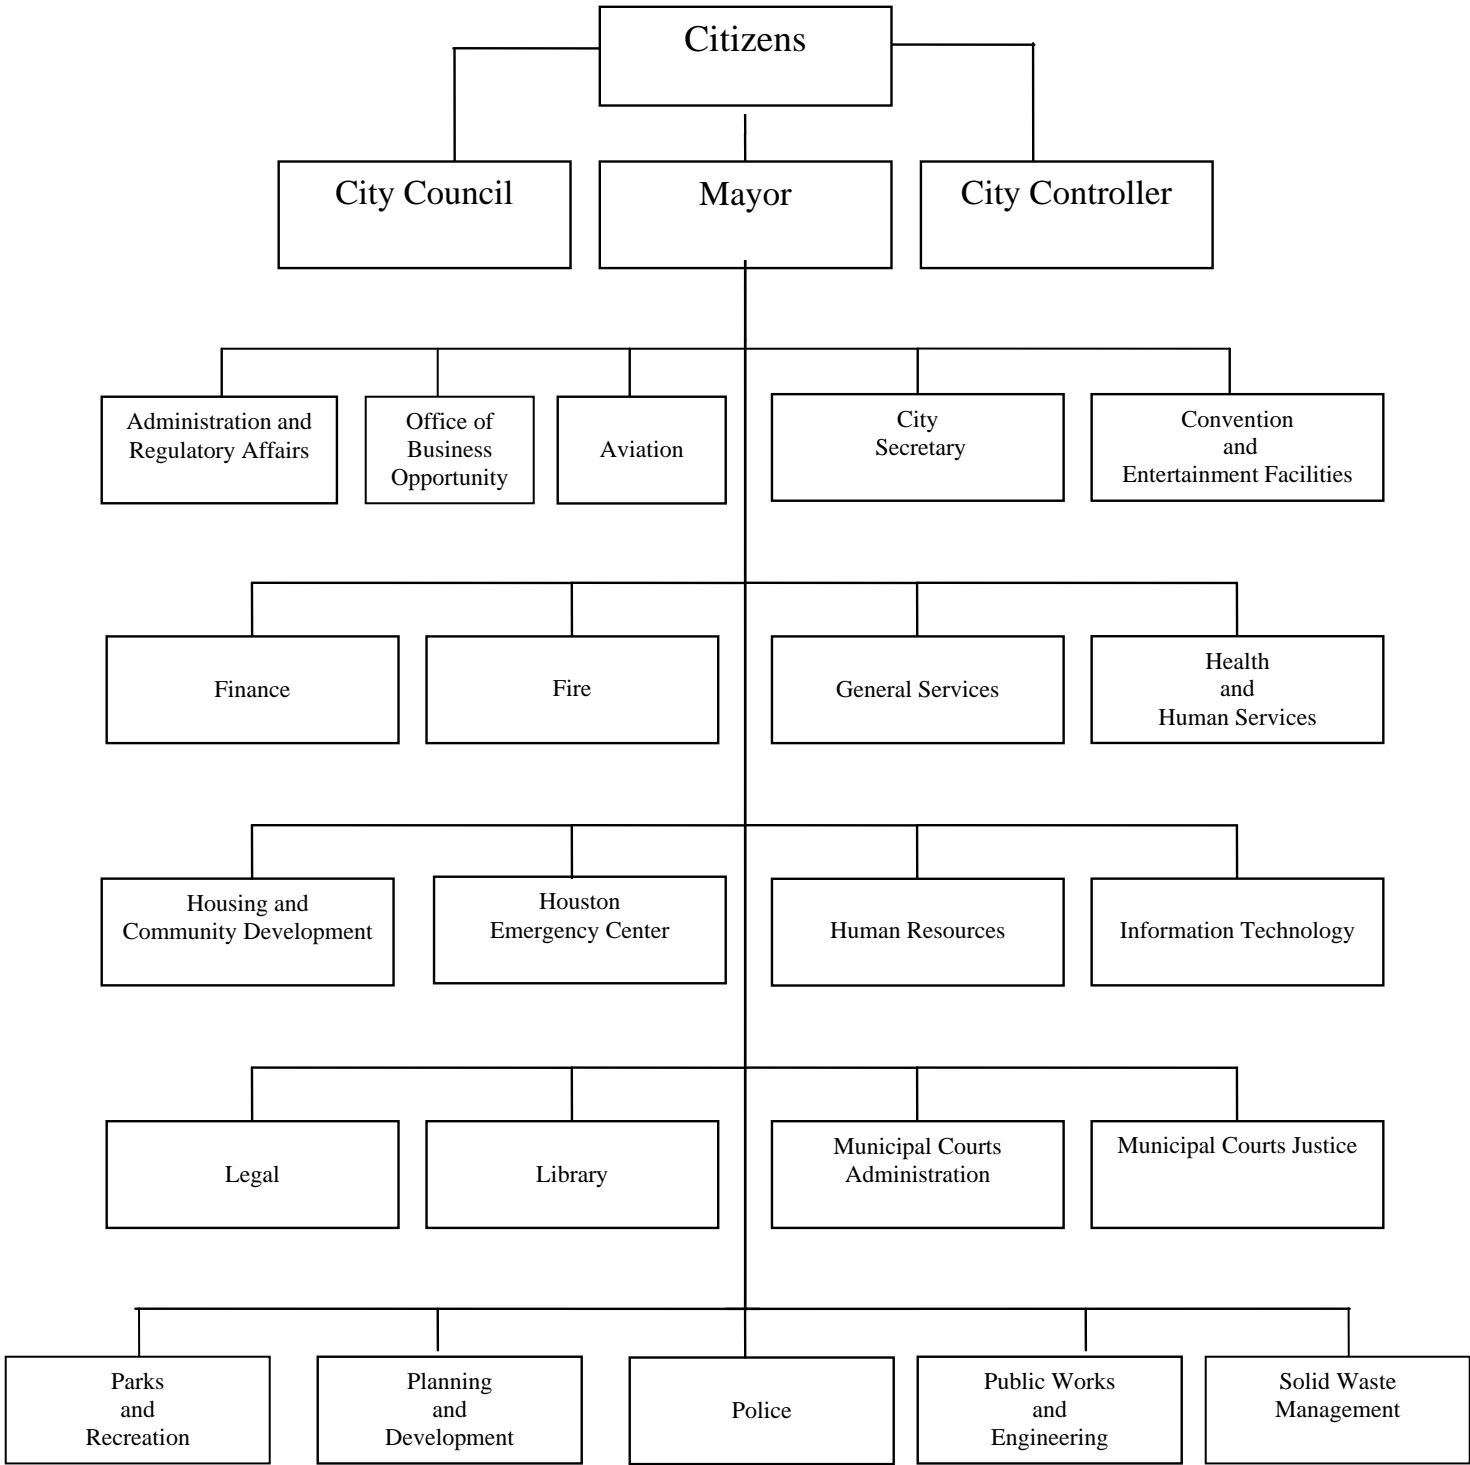 Citizens
City Council
Mayor
City Controller
Administration and
Regulatory Affairs
Office of
Business
Opportunity
Aviation
City
Secretary
Convention
and
Entertainment Facilities
Finance
Fire
General Services
Health
and
Human Services
Housing and
Community Development
Houston
Emergency Center
Human Resources
Information Technology
Legal
Library
Municipal Courts
Administration
Municipal Courts Justice
Parks
and
Recreation
Planning
and
Development
Police
Public Works
and
Engineering
Solid Waste
Management